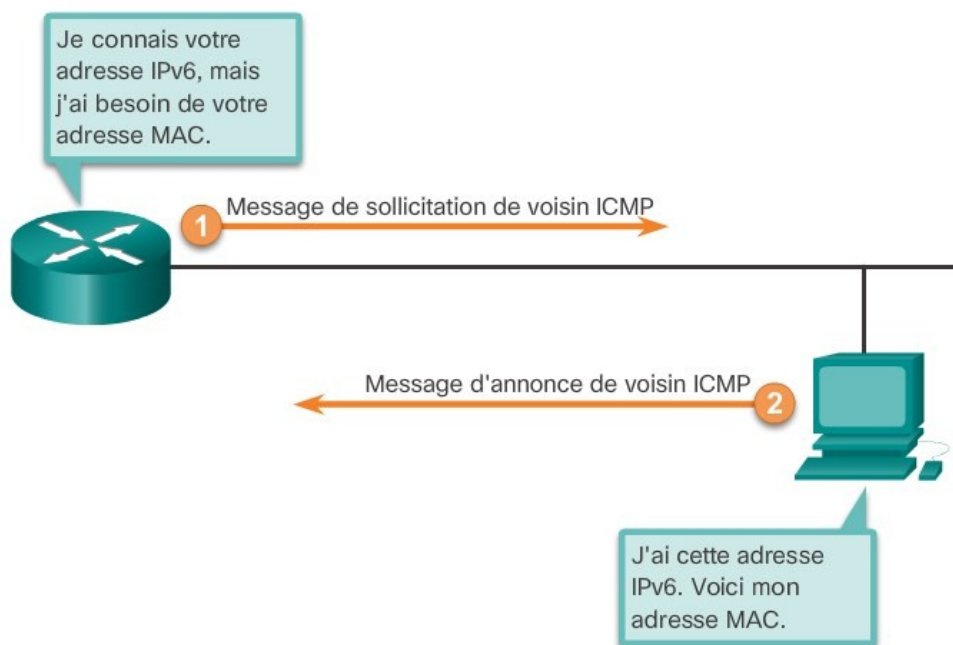 Je connais votre
adresse IPv6, mais
j'ai besoin de votre
adresse MAC.
1
Message de sollicitation de voisin ICMP
Message d'annonce de voisin ICMP
2
J'ai cette adresse
IPv6. Voici mon
adresse MAC.